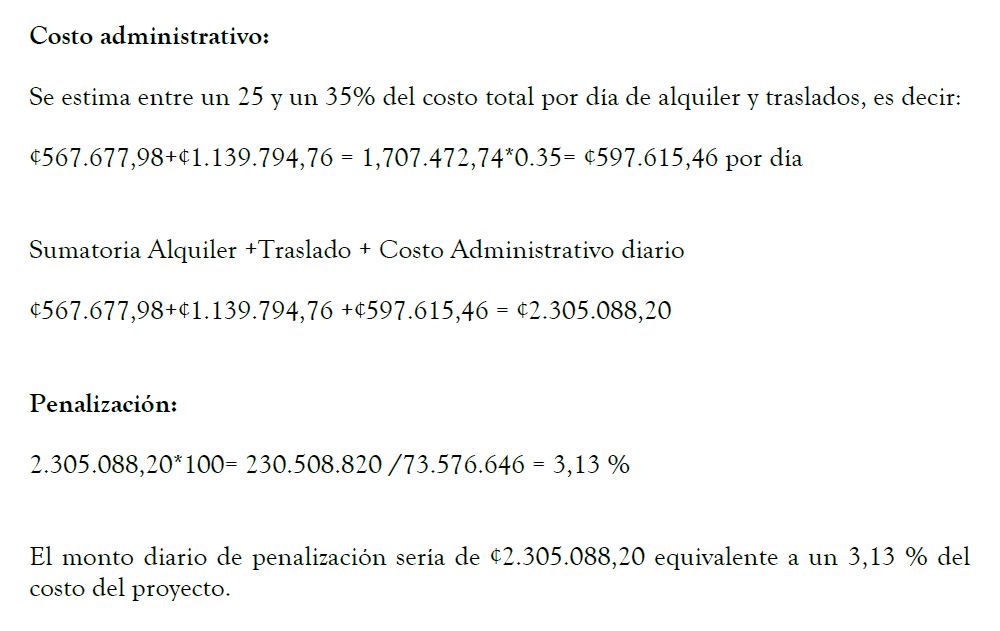 Costo administrativo:
Se estima entre un 25 y un 35% del costo total por día de alquiler y traslados, es decir:
¢567.677,98+¢1.139.794,76 = 1,707.472,74*0.35= ¢597.615,46 por día
Sumatoria Alquiler +Traslado + Costo Administrativo diario
¢567.677,98+¢1.139.794,76 +¢597.615,46 = ¢2.305.088,20
Penalización:
2.305.088,20*100= 230.508.820 /73.576.646 = 3,13 %
El monto diario de penalización sería de ¢2.305.088,20 equivalente a un 3,13 % del
costo del proyecto.